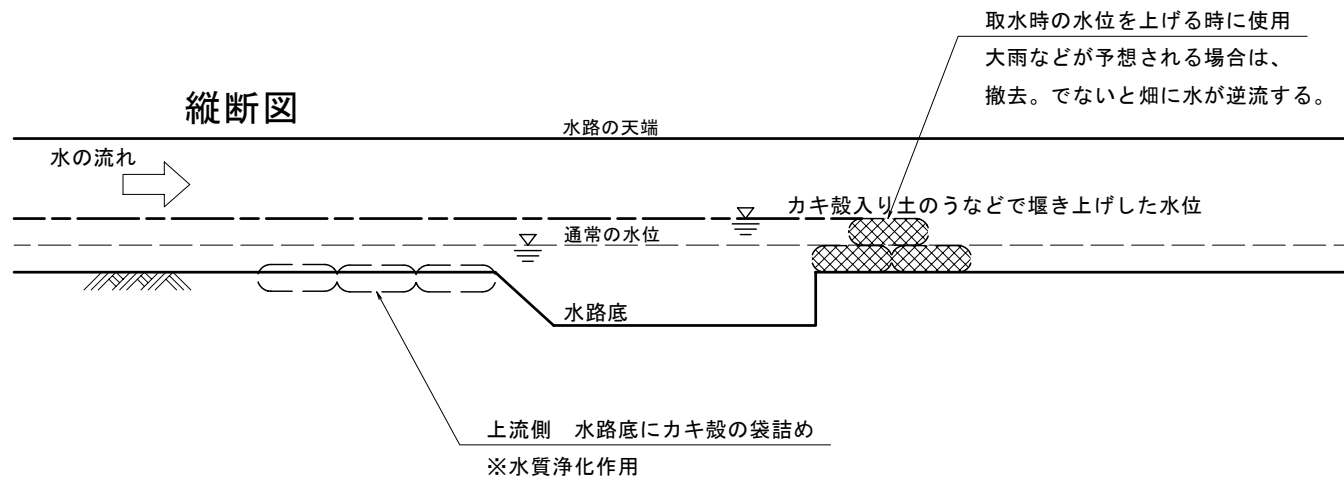 取水時の水位を上げる時に使用
大雨などが予想される場合は、
撤去。でないと畑に水が逆流する。
縦断図
水路の天端
水の流れ
カキ殻入り土のうなどで堰き上げした水位
通常の水位
水路底
上流側　水路底にカキ殻の袋詰め
※水質浄化作用